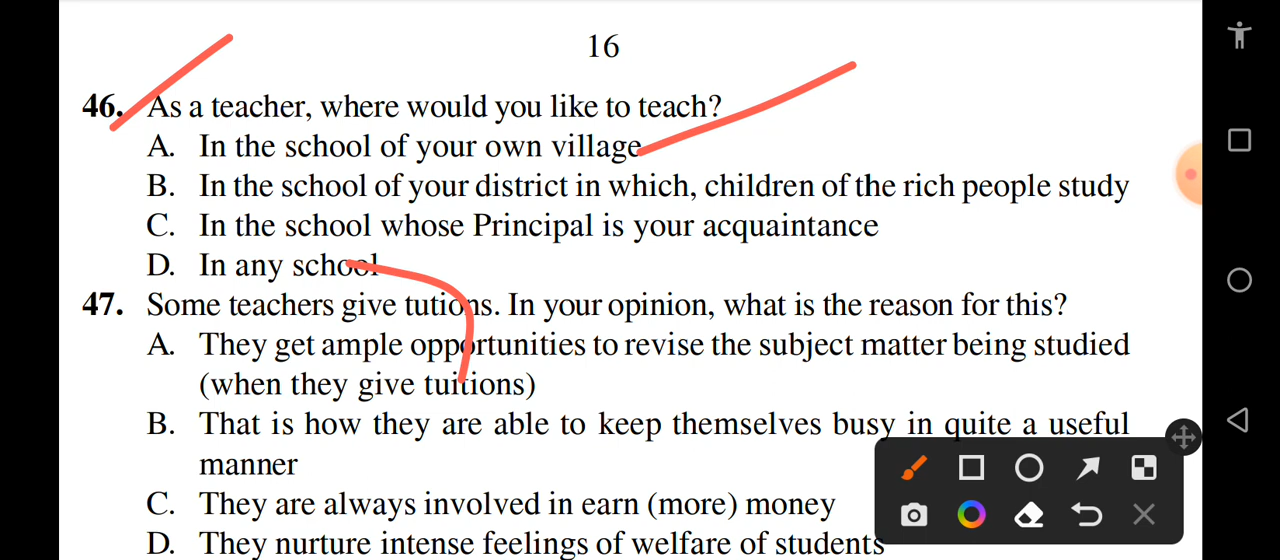 16
46. As a teacher, where would you like to teach?
A. In the school of your own village
B. In the school of your district in which, children of the rich people study
C. In the school whose Principal is your acquaintance
D. In any school
47. Some teachers give tutions. In your opinion, what is the reason for this?
A. They get ample opportunities to revise the subject matter being studied
(when they give tuitions)
B. That is how they are able to keep themselves busy in quite a useful
manner
C. They are always involved in earn (more) money
D. They nurture intense feelings of welfare of students